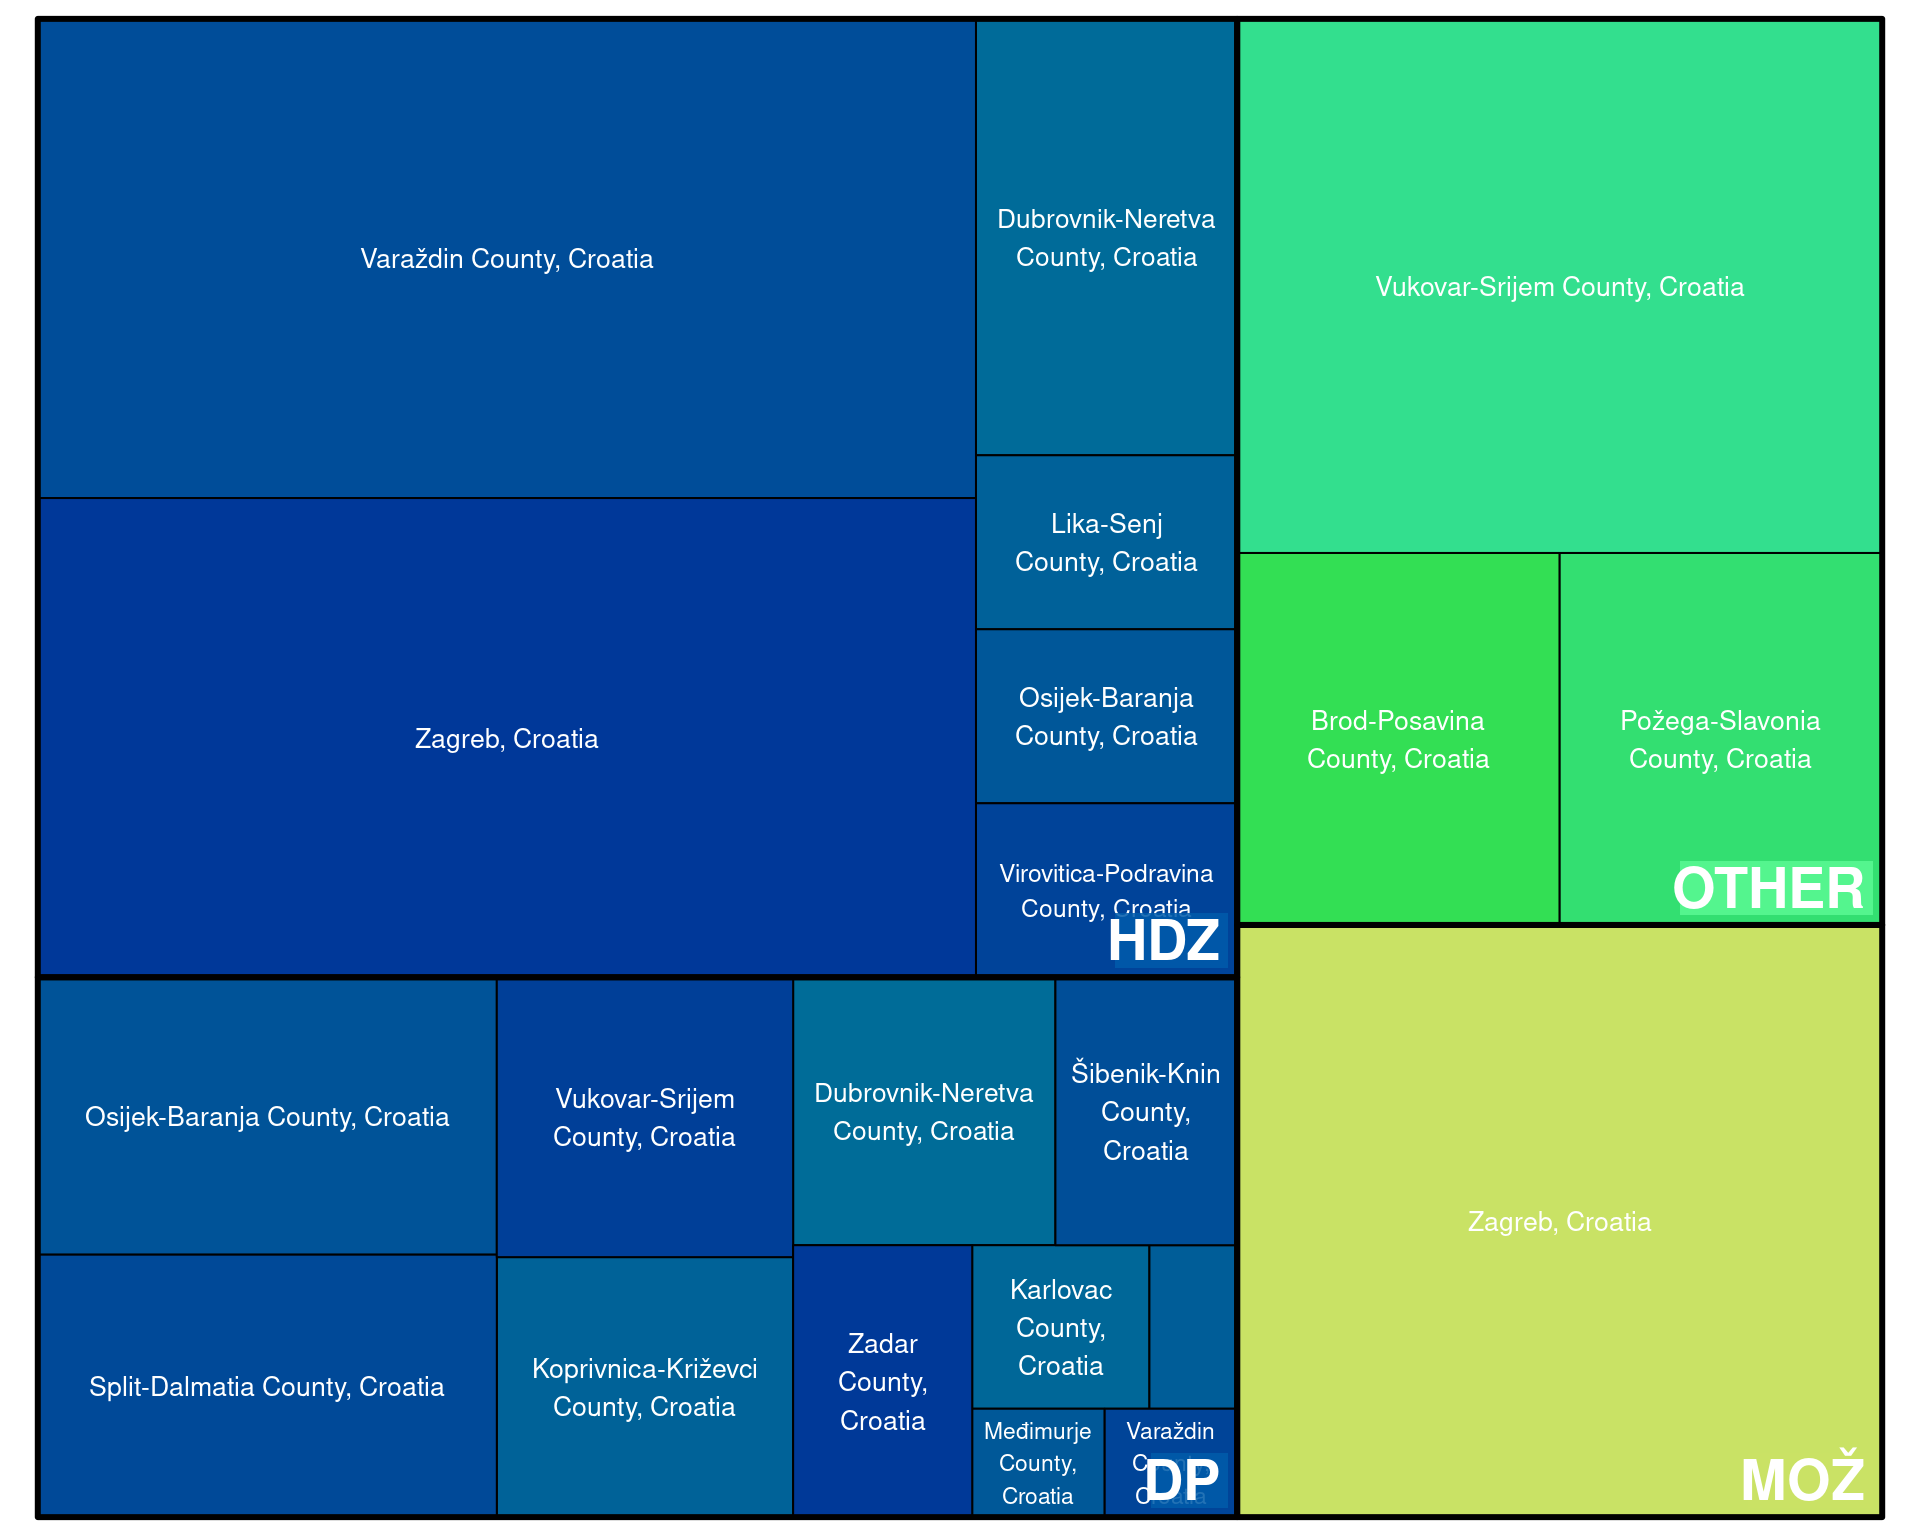 Varaždin County, Croatia
Zagreb, Croatia
Dubrovnik-Neretva
County, Croatia
Lika-Senj
County, Croatia
Osijek-Baranja
County, Croatia
Virovitica-Podravina
County, Croatia
HDZ
Vukovar-Srijem County, Croatia
Brod-Posavina
County, Croatia
Požega-Slavonia
County, Croatia
OTHER
Osijek-Baranja County, Croatia
Split-Dalmatia County, Croatia
Vukovar-Srijem
County, Croatia
Koprivnica-Križevci
County, Croatia
Dubrovnik-Neretva
County, Croatia
Šibenik-Knin
County,
Croatia
Zadar
County,
Croatia
Karlovac
County,
Croatia
Međimurje
County,
Croatia
Varaždin
County,
Croatia
DP
Zagreb, Croatia
MOŽ